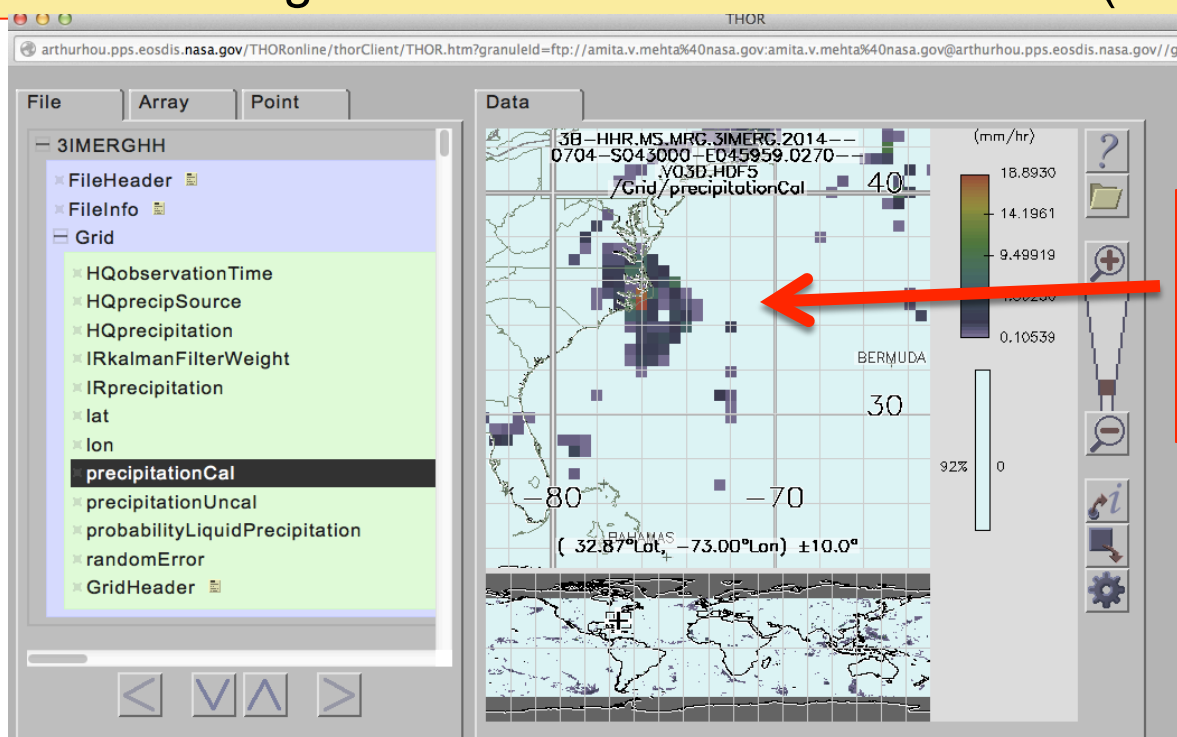 THOR
arthurhou.pps.eosdis.nasa.gov/THORonline/thorClient/THOR.htm?granuleId=ftp://amita.v.mehta%40nasa.gov:amita.v.mehta%40nasa.gov@arthurhou.pps.eosdis.nasa.gov//g
File Array Point
3IMERGHH
FileHeader
FileInfo
Grid
HQobservationTime
HQprecipSource
HQprecipitation
IRkalmanFilterWeight
IRprecipitation
lat
lon
precipitationCal
precipitationUncal
probabilityLiquidPrecipitation
randomError
GridHeader
Data
3B-HHR.MS.MRG.3IMERG.2014--
0704-S043000-E045959.0270--
.V03D.HDF5
/Grid/precipitationCal
40
BERMUDA
30
-80 -70
BAHAMAS
( 32.87°Lat, -73.00°Lon) ±10.0°
(mm/hr)
18.8930
14.1961
9.49919
0.10539
92% 0
? 
i